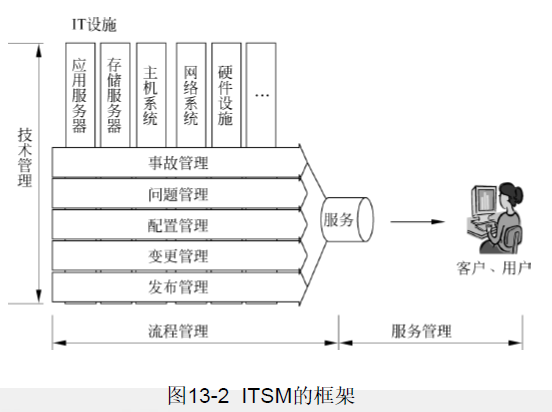 IT设施
应用服务器
存储服务器
主机系统
网络系统
硬件设施
…
技术管理
事故管理
问题管理
配置管理
变更管理
发布管理
服务
客户、用户
流程管理
服务管理
图13-2 ITSM的框架